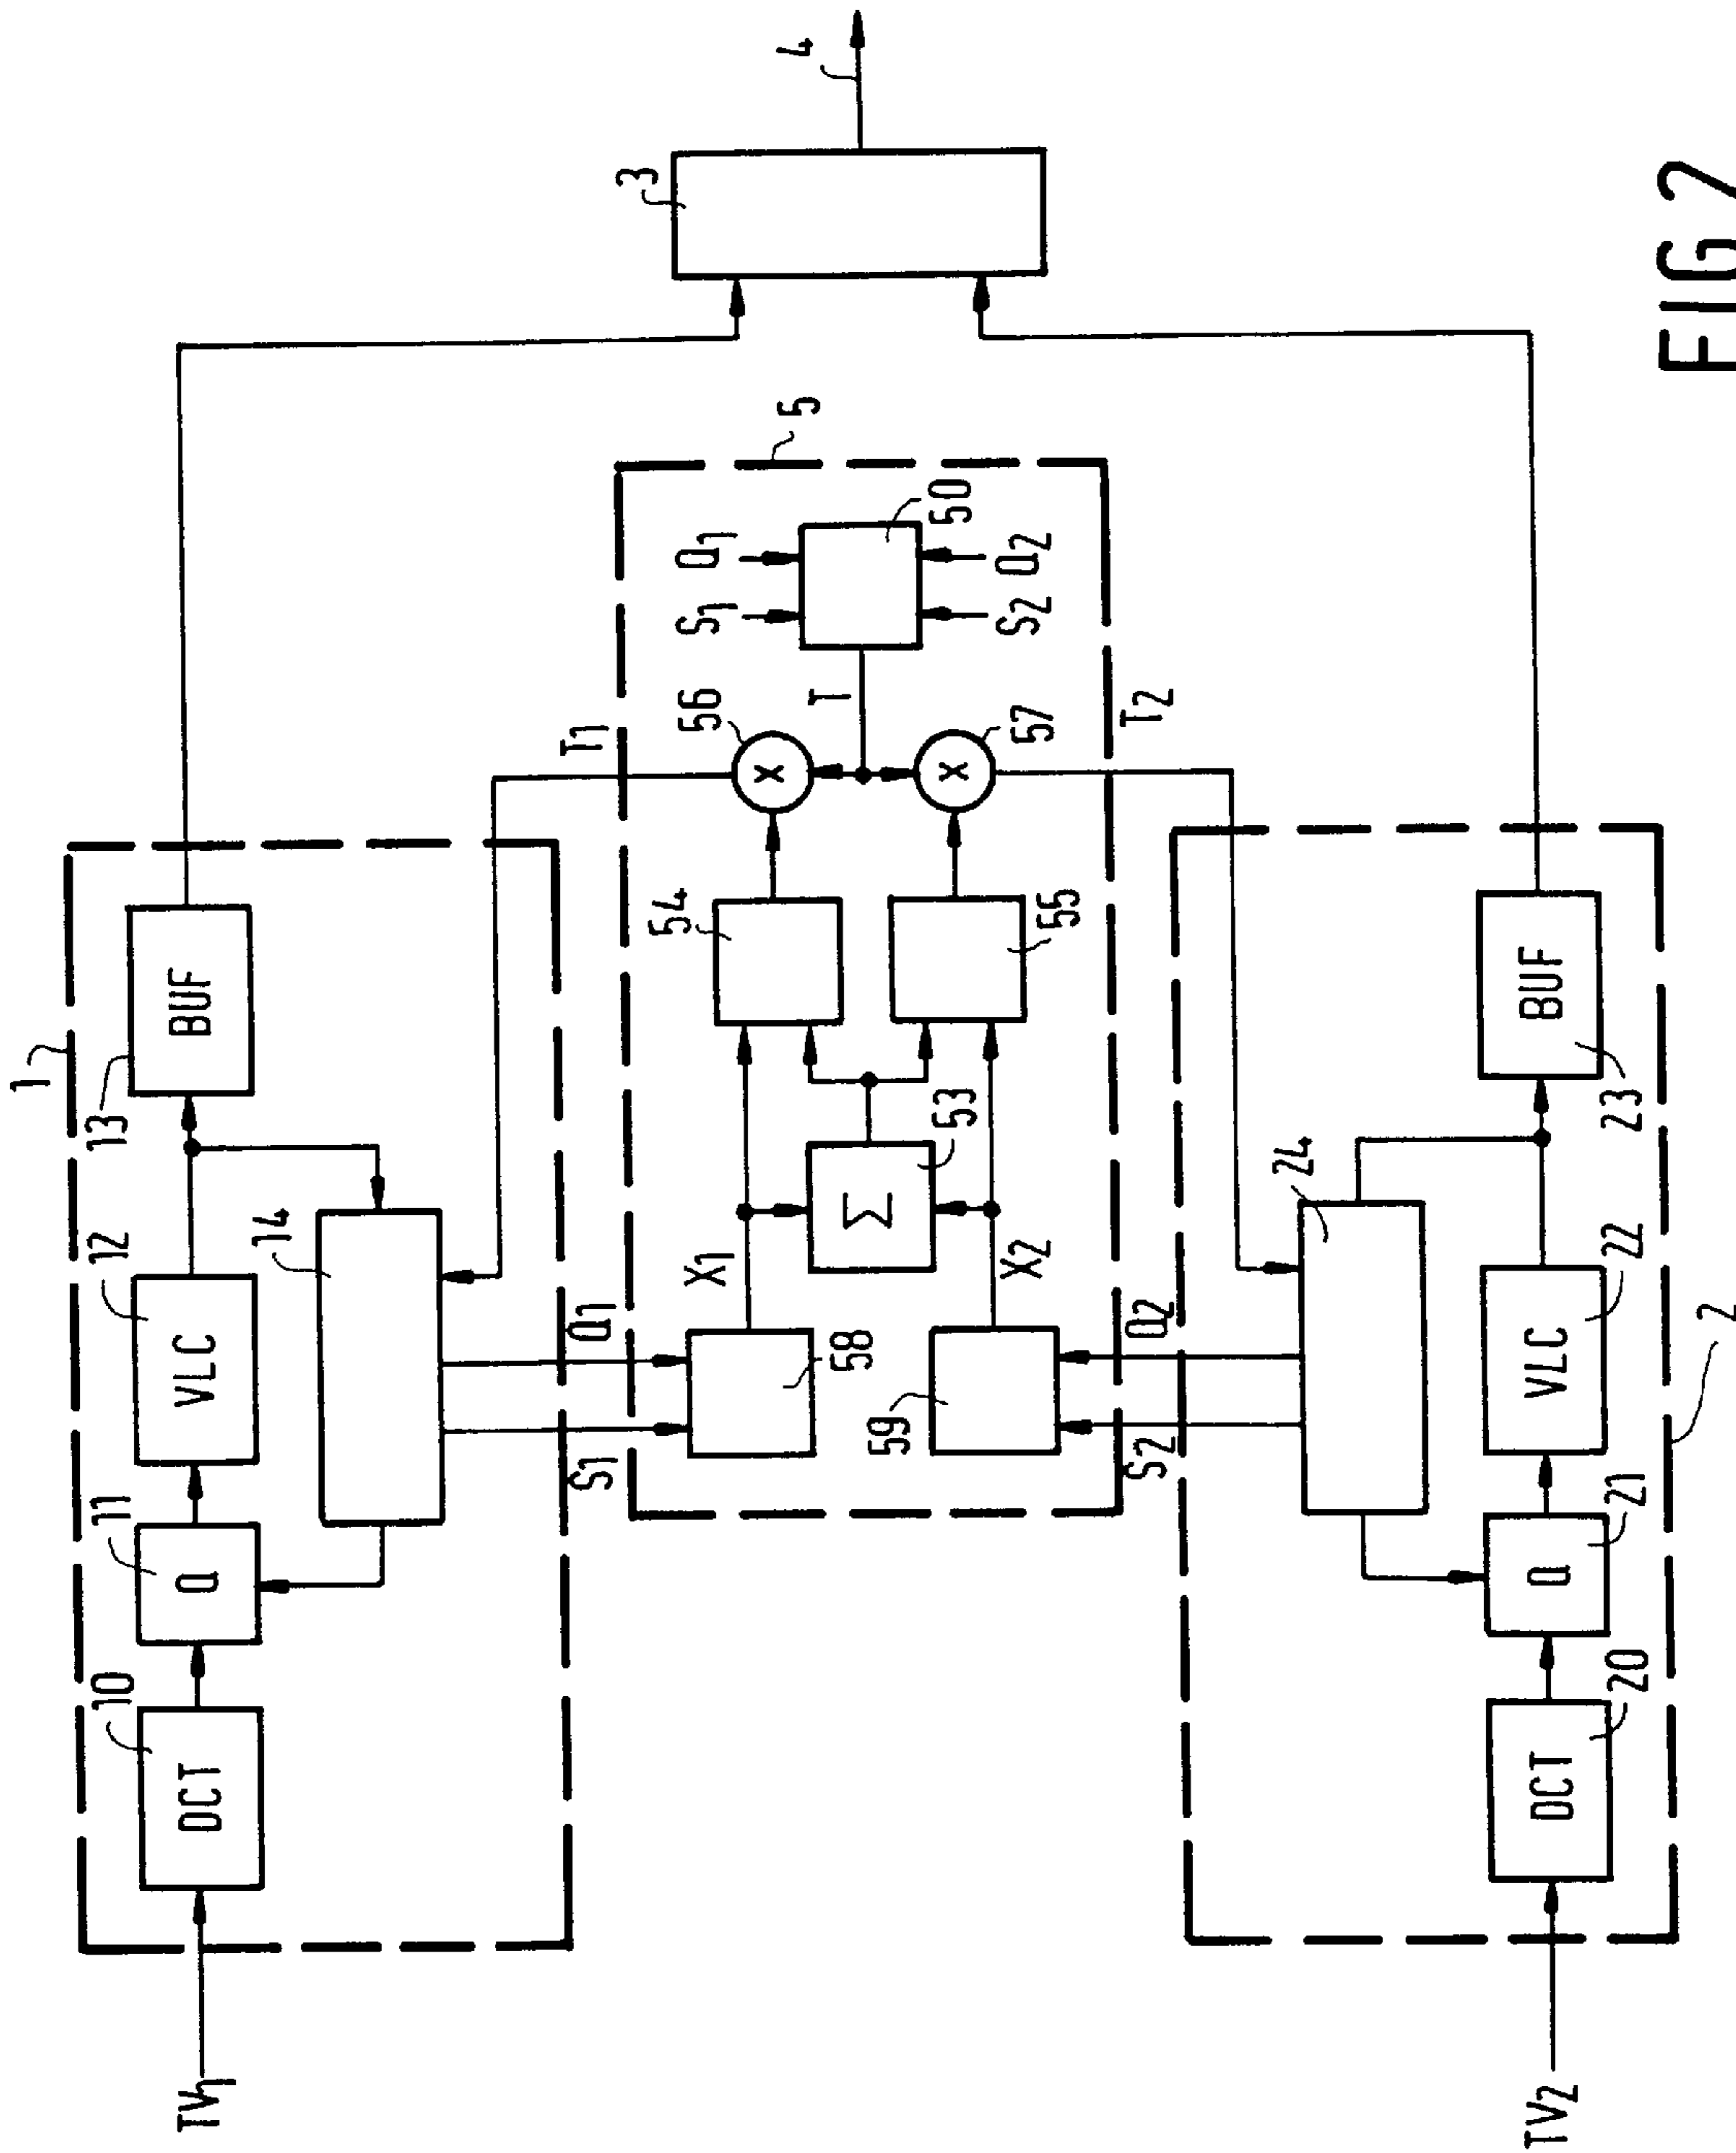 FIG 2
1
TV1
10
DCT
11
Q
12
VLC
13
BUF
14
S1
Q1
T1
3
4
5
58
X1
59
X2
53
Σ
54
55
56
X
57
X
T
50
S1
Q1
S2
Q2
S2
Q2
T2
24
TV2
DCT
20
Q
21
VLC
22
BUF
23
2